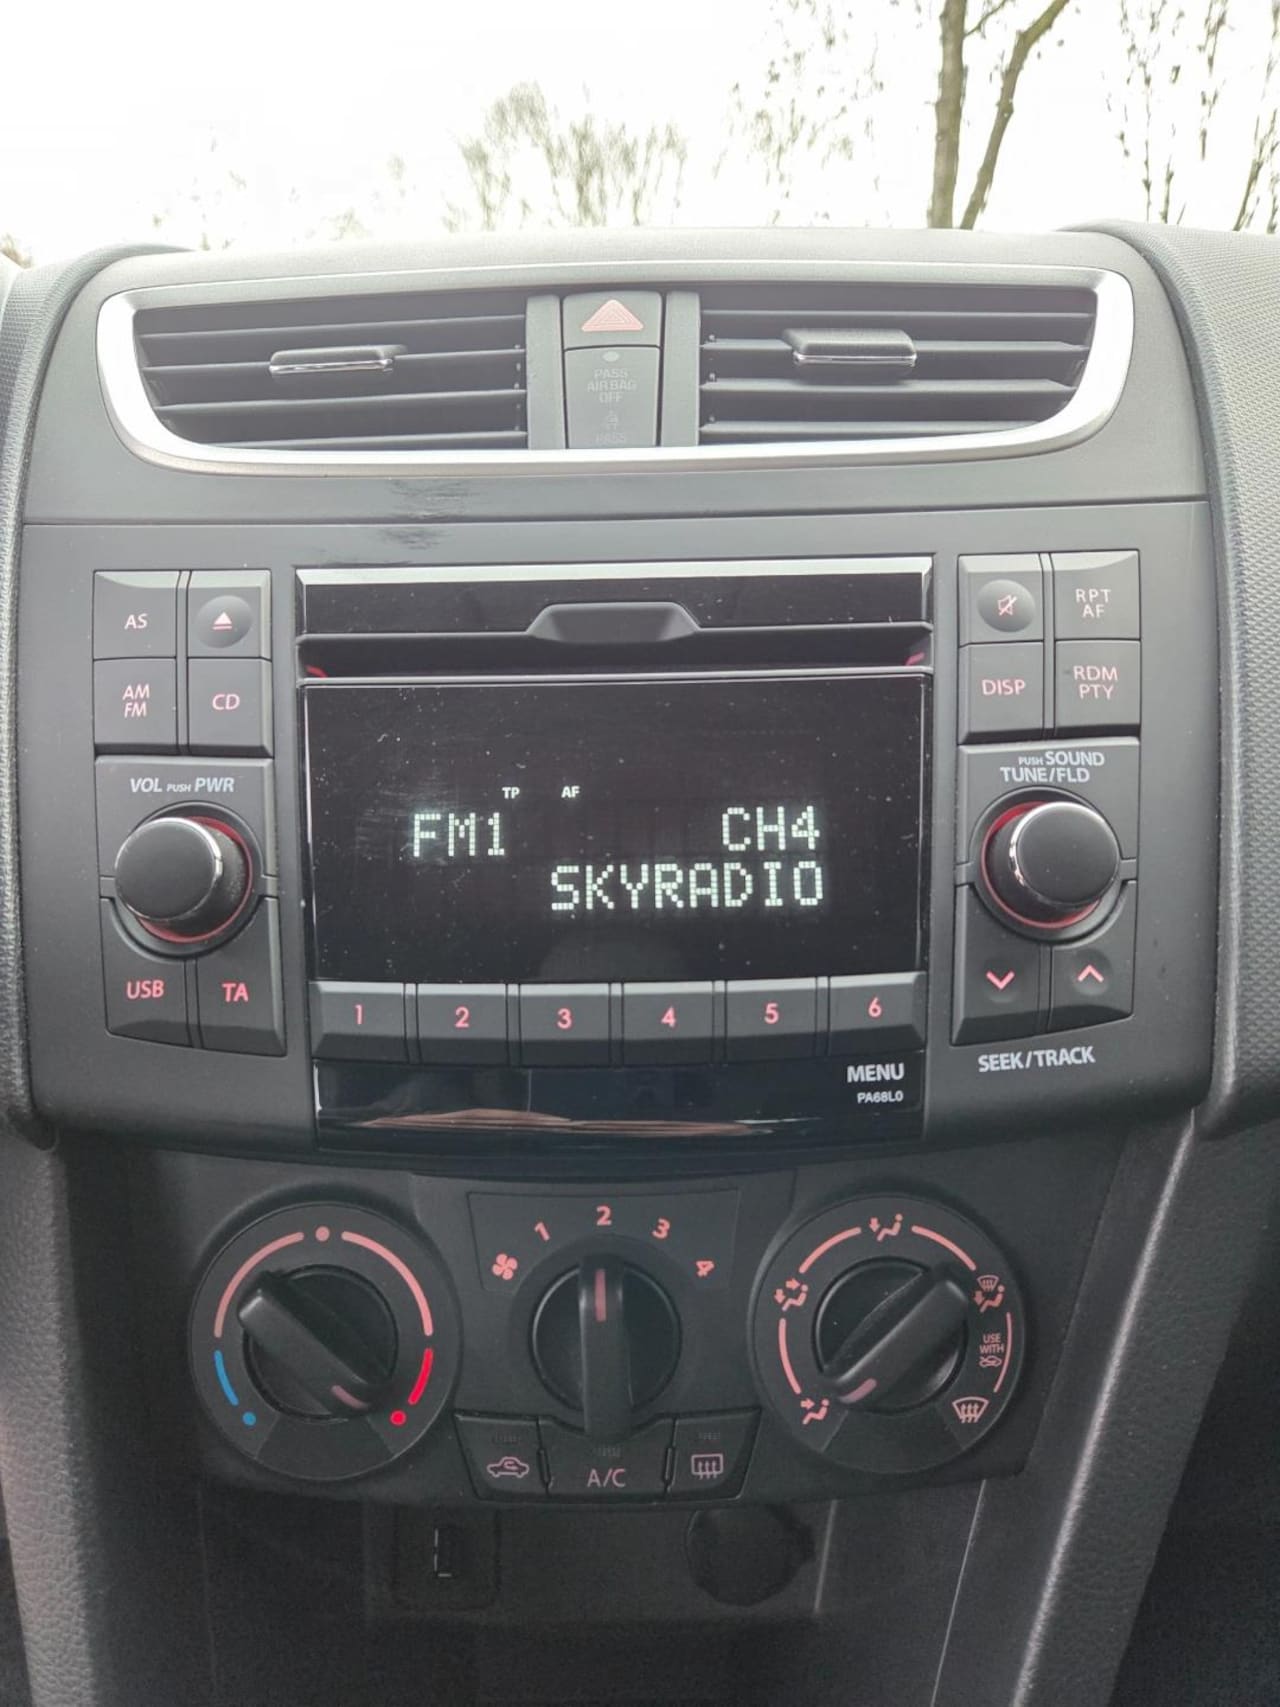 PASS
AIR BAG
OFF
PASS
AS
AM
FM
CD
RPT
AF
DISP
RDM
PTY
VOL PUSH PWR
PUSH SOUND
TUNE/FLD
TP AF
FM1 CH4
SKYRADIO
USB
TA
1 2 3 4 5 6
MENU
PA68L0
SEEK/TRACK
1 2 3 4
USE
WITH
A/C